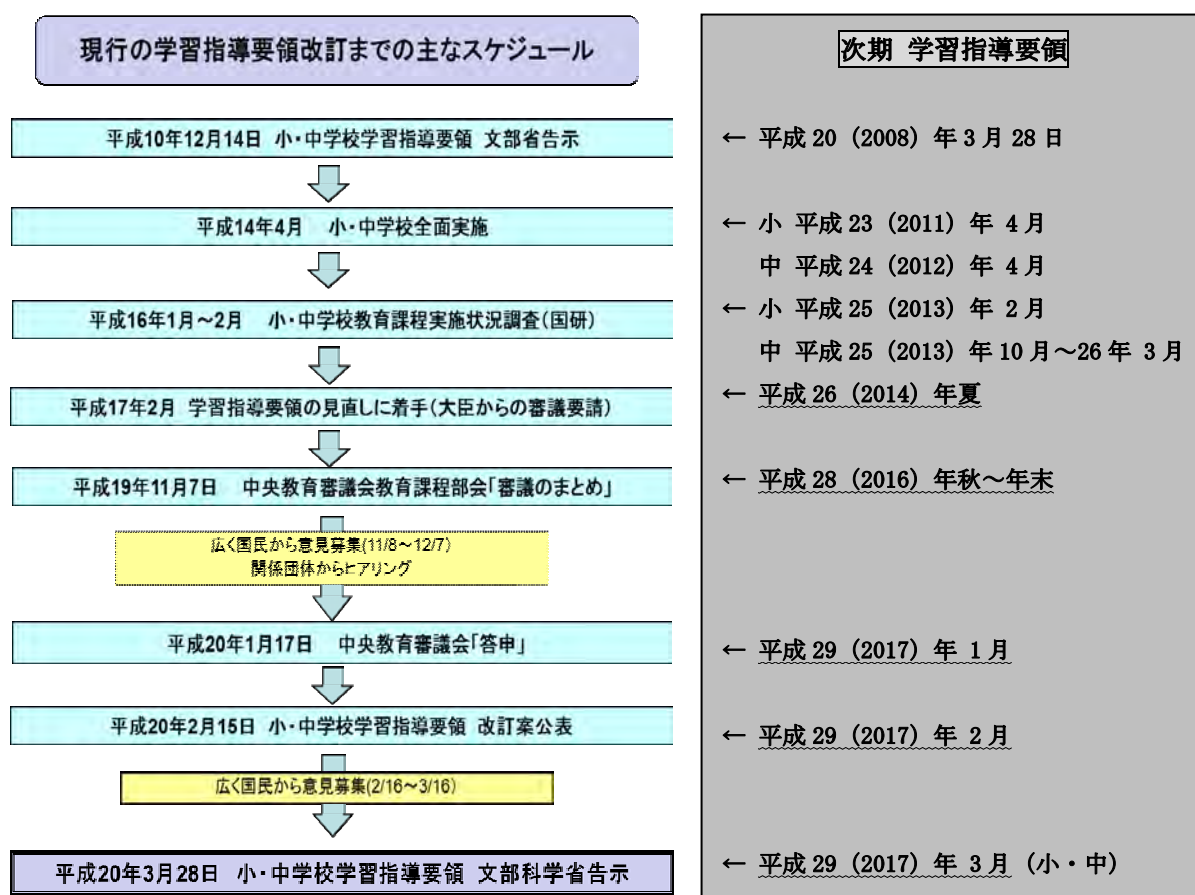 現行の学習指導要領改訂までの主なスケジュール
平成10年12月14日 小・中学校学習指導要領 文部省告示
平成14年4月 小・中学校全面実施
平成16年1月～2月 小・中学校教育課程実施状況調査(国研)
平成17年2月 学習指導要領の見直しに着手(大臣からの審議要請)
平成19年11月7日 中央教育審議会教育課程部会「審議のまとめ」
広く国民から意見募集(11/8～12/7)
関係団体からヒアリング
平成20年1月17日 中央教育審議会「答申」
平成20年2月15日 小・中学校学習指導要領 改訂案公表
広く国民から意見募集(2/16～3/16)
平成20年3月28日 小・中学校学習指導要領 文部科学省告示
次期 学習指導要領
← 平成 20（2008）年 3 月 28 日
← 小 平成 23（2011）年 4 月
中 平成 24（2012）年 4 月
← 小 平成 25（2013）年 2 月
中 平成 25（2013）年 10 月～26 年 3 月
← 平成 26（2014）年夏
← 平成 28（2016）年秋～年末
← 平成 29（2017）年 1 月
← 平成 29（2017）年 2 月
← 平成 29（2017）年 3 月（小・中）